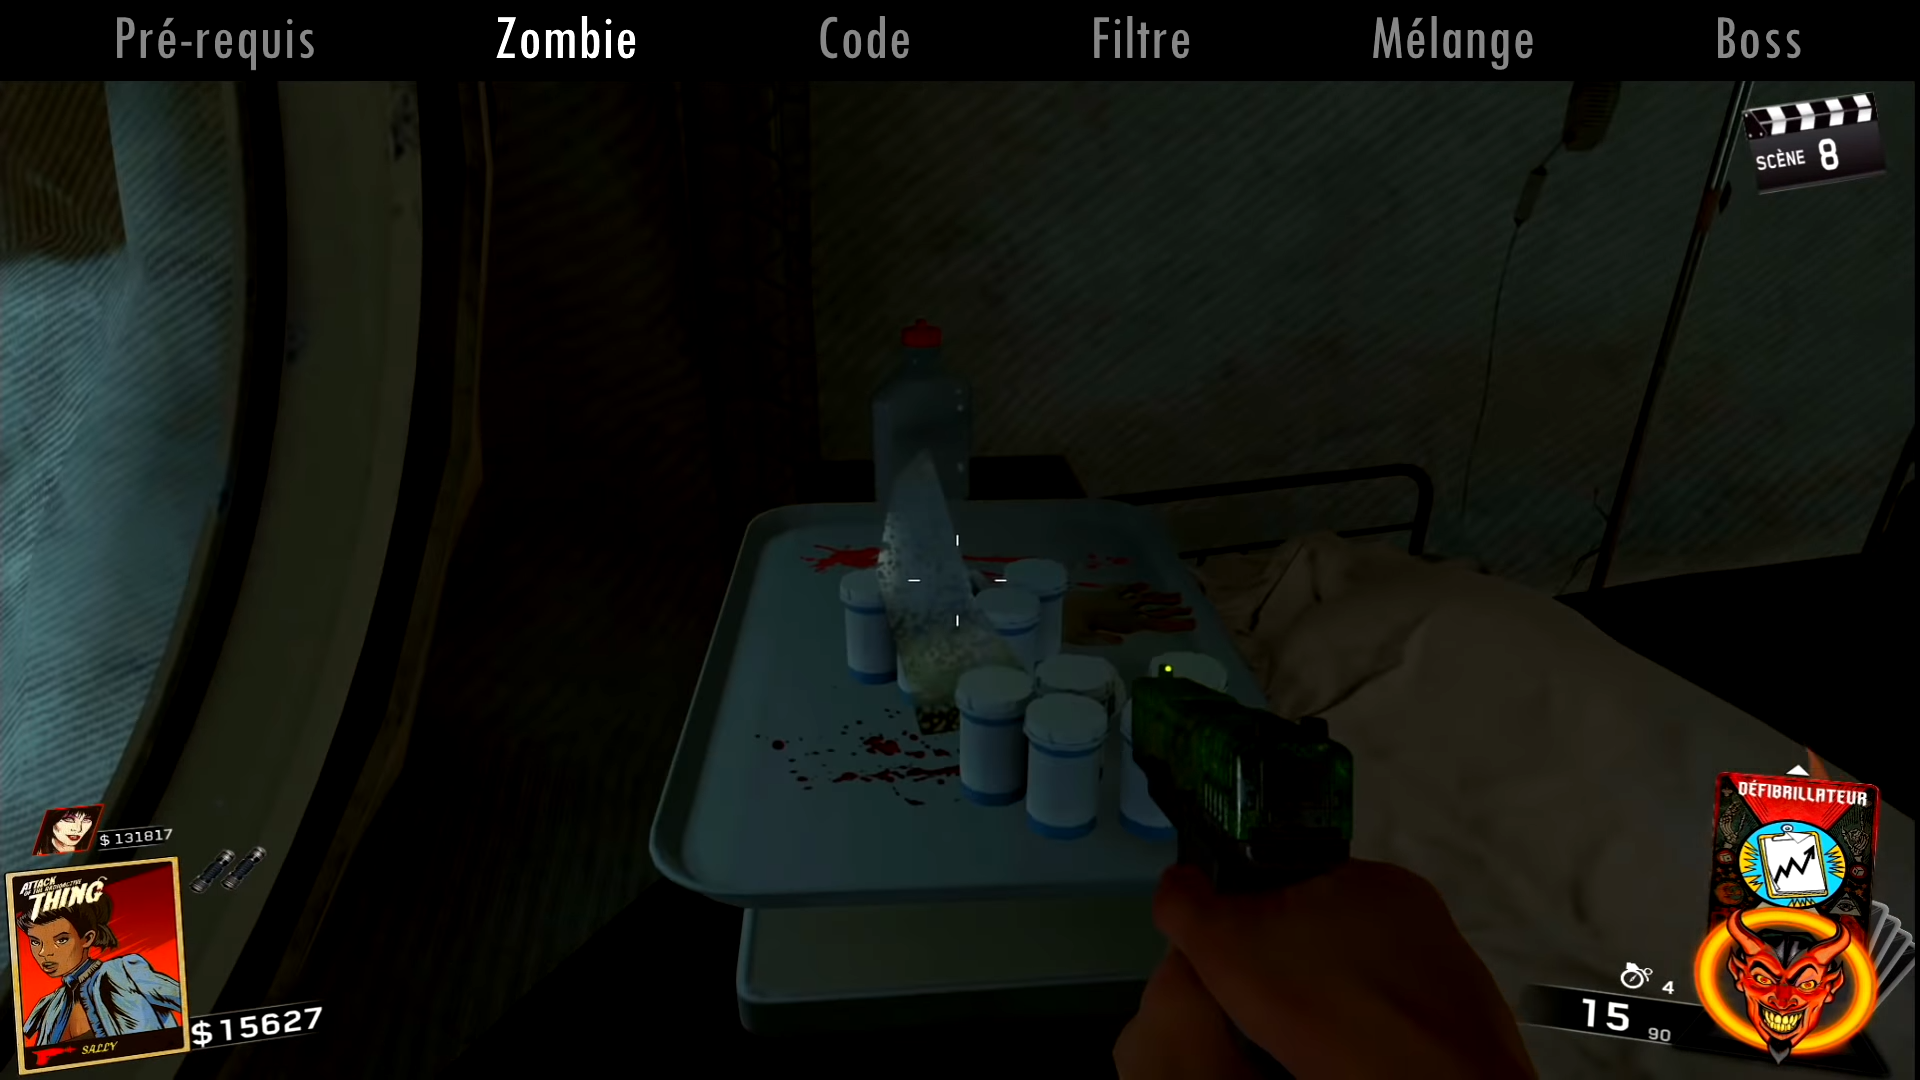 Pré-requis Zombie Code Filtre Mélange Boss
SCÈNE 8
DÉFIBRILLATEUR
$ 131817
ATTACK
OF THE RADIOACTIVE
THING
SALLY
$ 15627
4
15 90